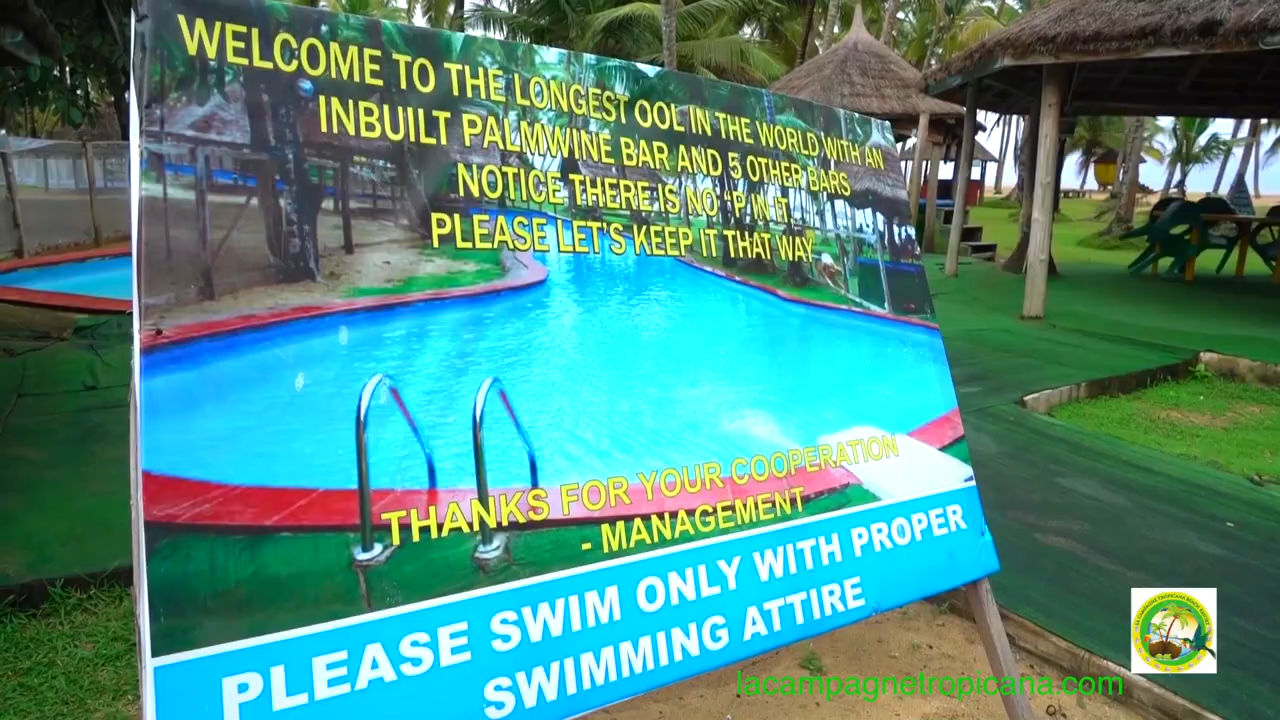 WELCOME TO THE LONGEST OOL IN THE WORLD WITH AN
INBUILT PALMWINE BAR AND 5 OTHER BARS
NOTICE THERE IS NO "P IN IT
PLEASE LET'S KEEP IT THAT WAY
THANKS FOR YOUR COOPERATION
- MANAGEMENT
PLEASE SWIM ONLY WITH PROPER
SWIMMING ATTIRE
lacampagnetropicana.com